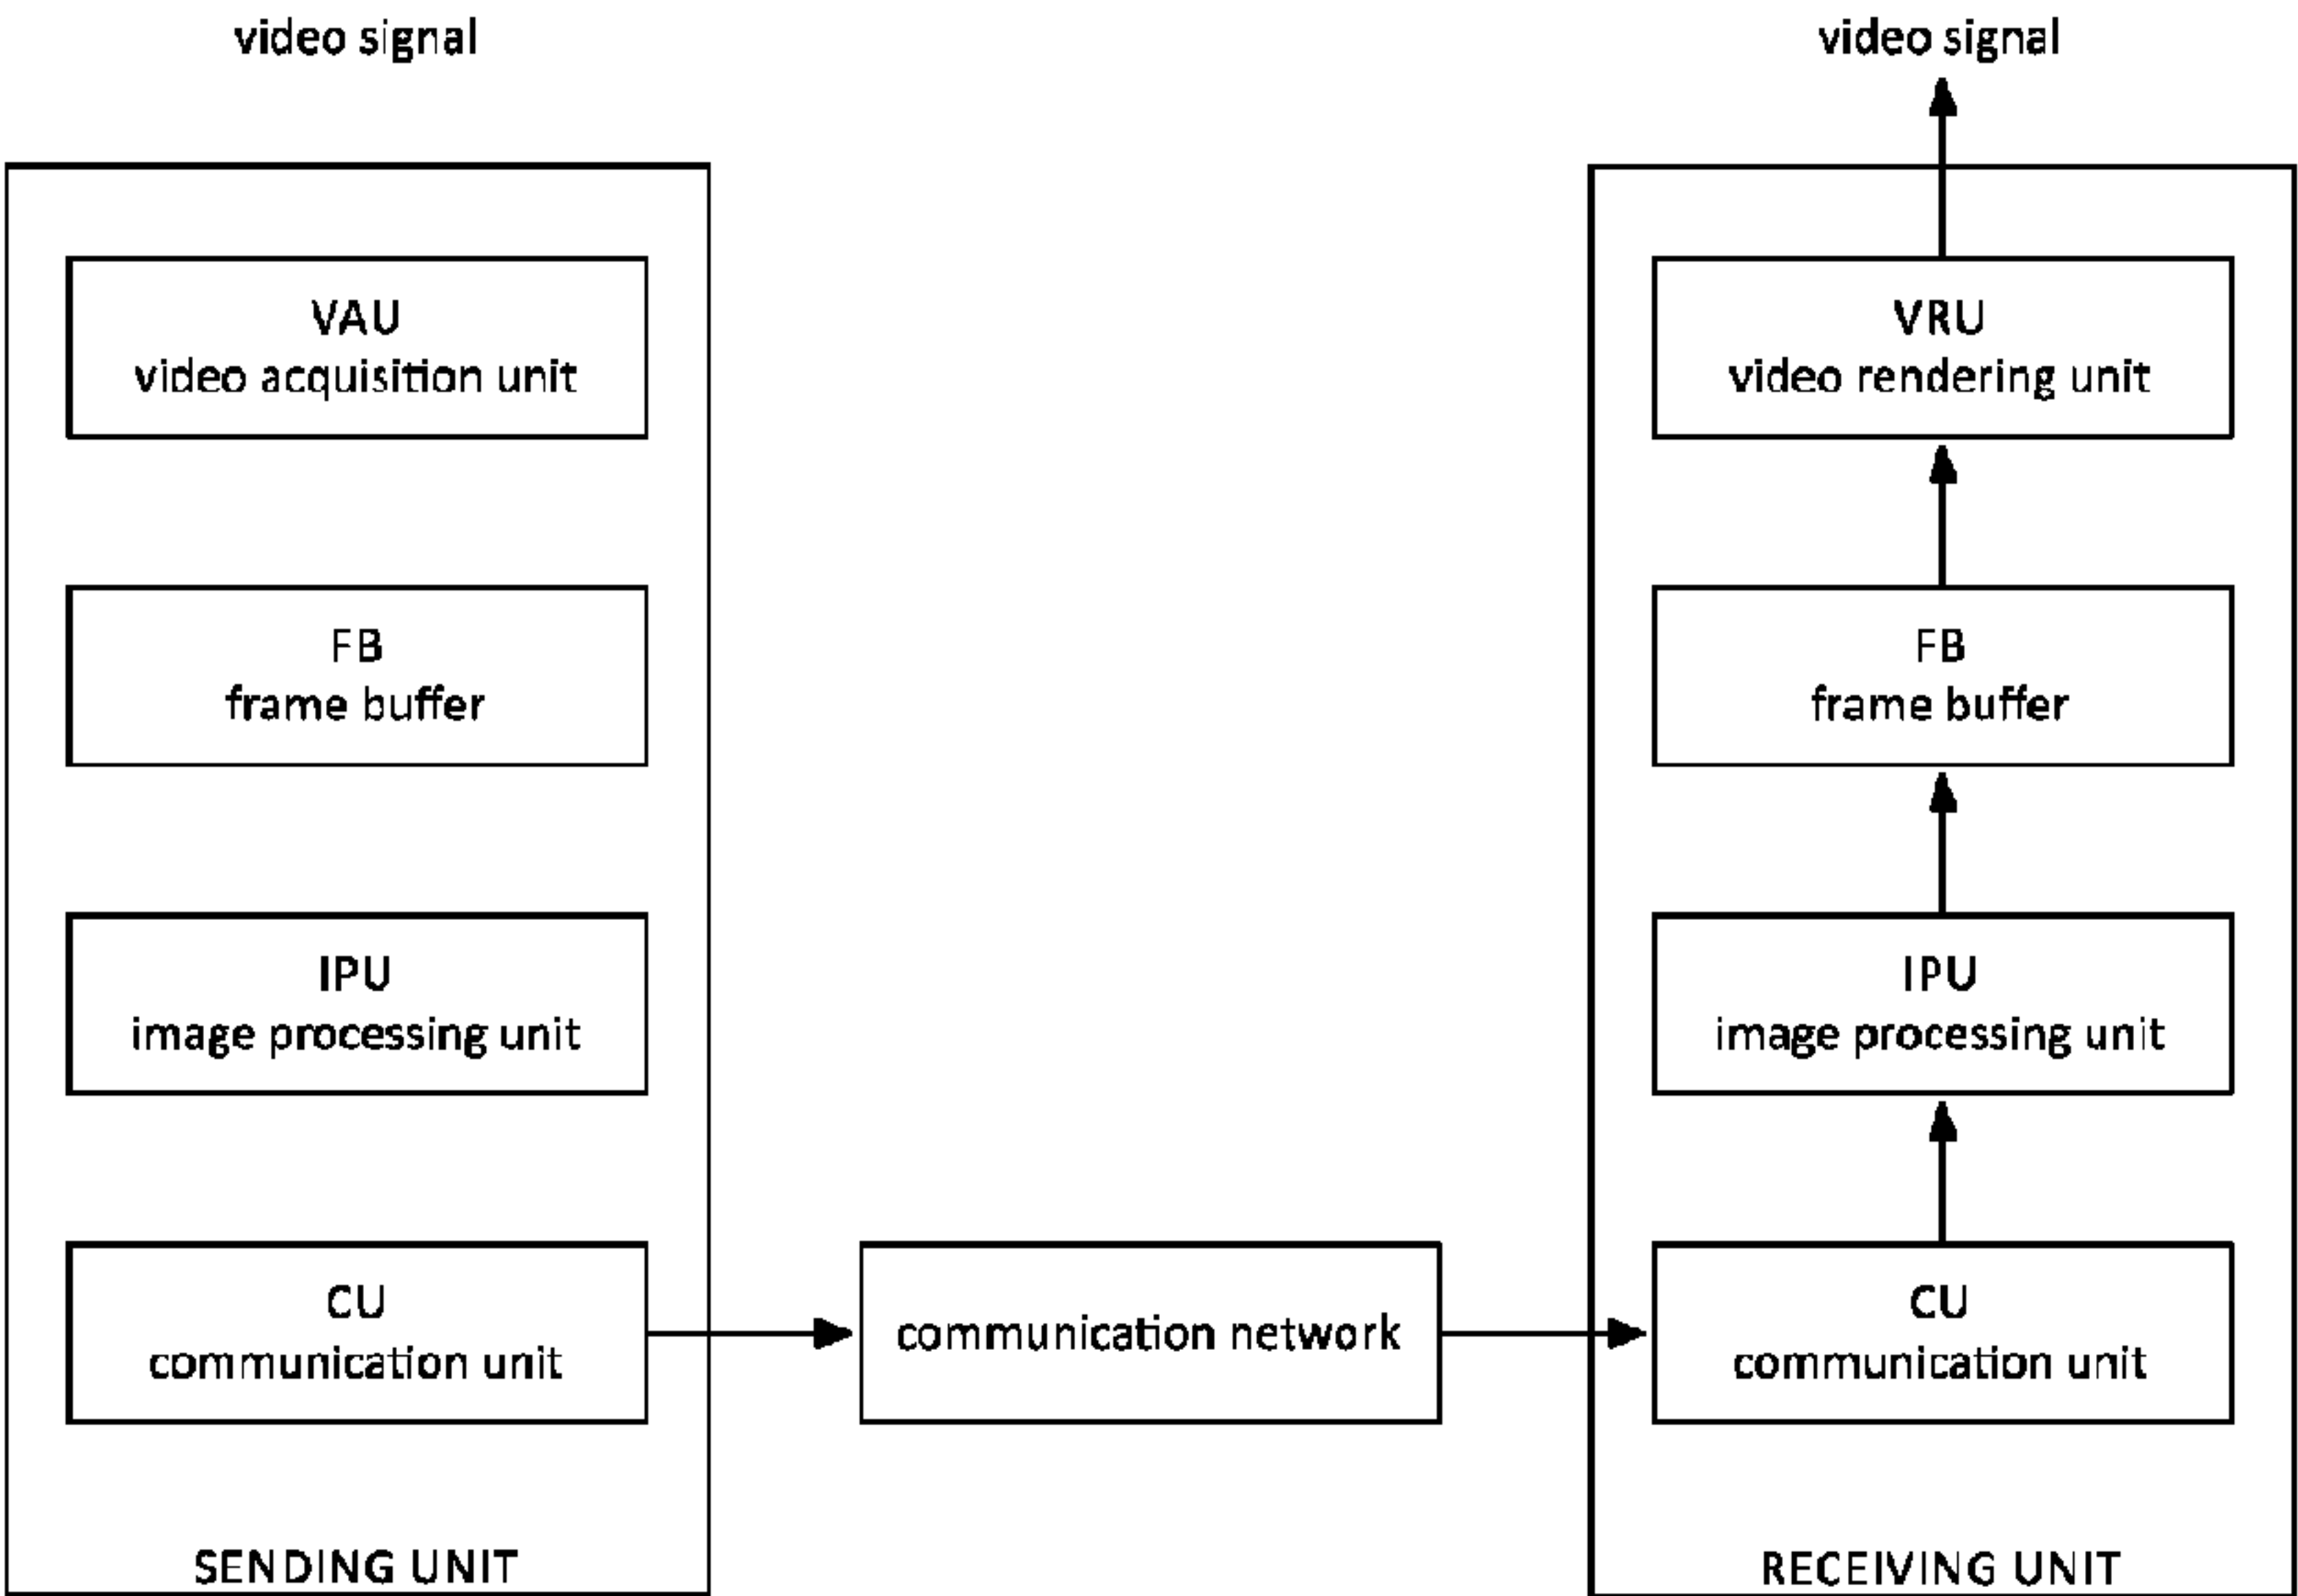 video signal
VAU
video acquisition unit
FB
frame buffer
IPU
image processing unit
CU
communication unit
SENDING UNIT
communication network
video signal
VRU
video rendering unit
FB
frame buffer
IPU
image processing unit
CU
communication unit
RECEIVING UNIT